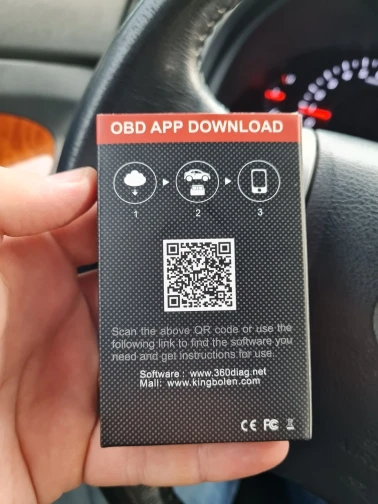 OBD APP DOWNLOAD
1 2 3
Scan the above QR code or use the
following link to find the software you
need and get instructions for use.
Software : www.360diag.net
Mail: www.kingbolen.com
CE FC